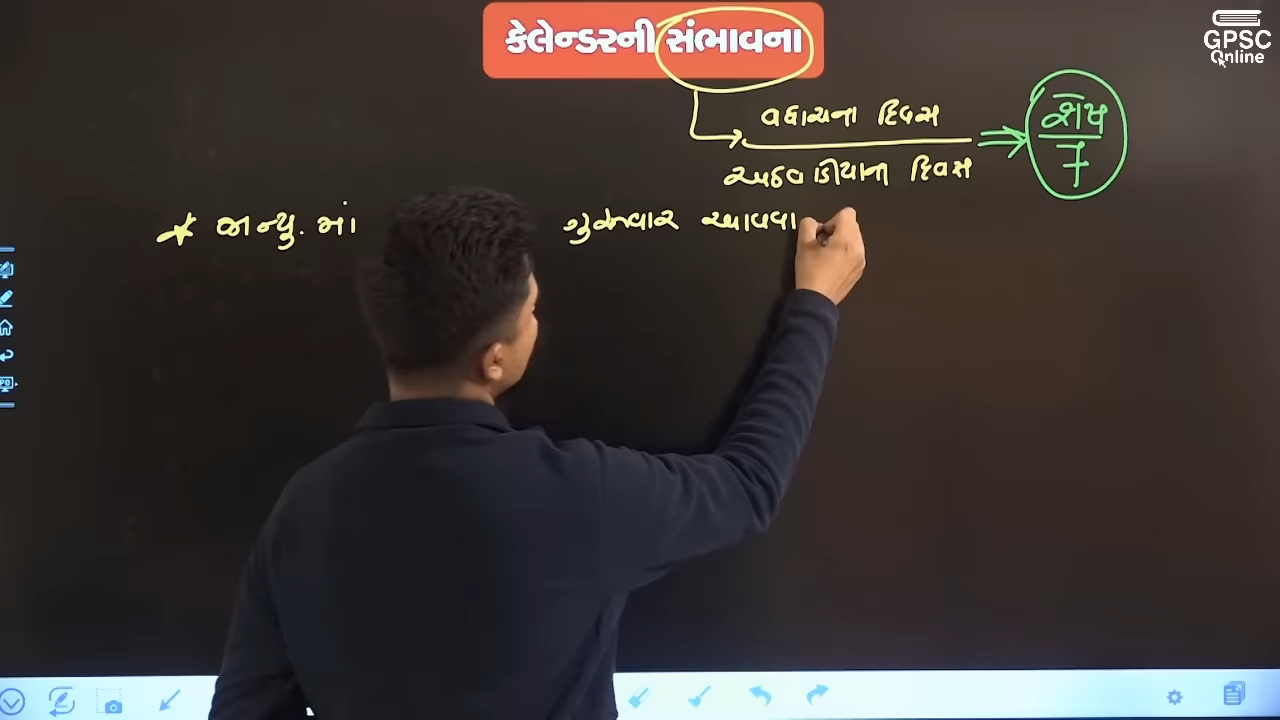 કેલેન્ડરની સંભાવના
GPSC
Online
વધારાના દિવસ
અઠવાડીયાના દિવસ
શેષ
7
* જાન્યુ. માં શુક્રવાર આવવા